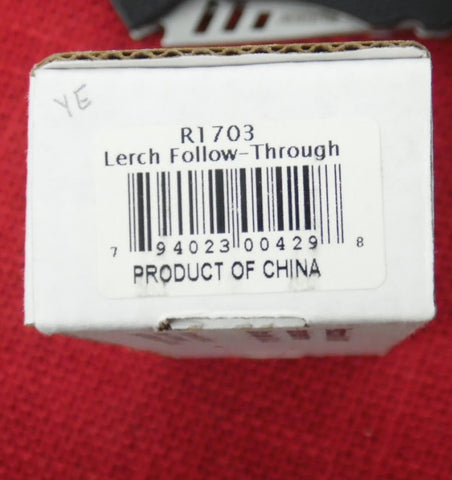 YE
R1703
Lerch Follow-Through
7 94023 00429 8
PRODUCT OF CHINA